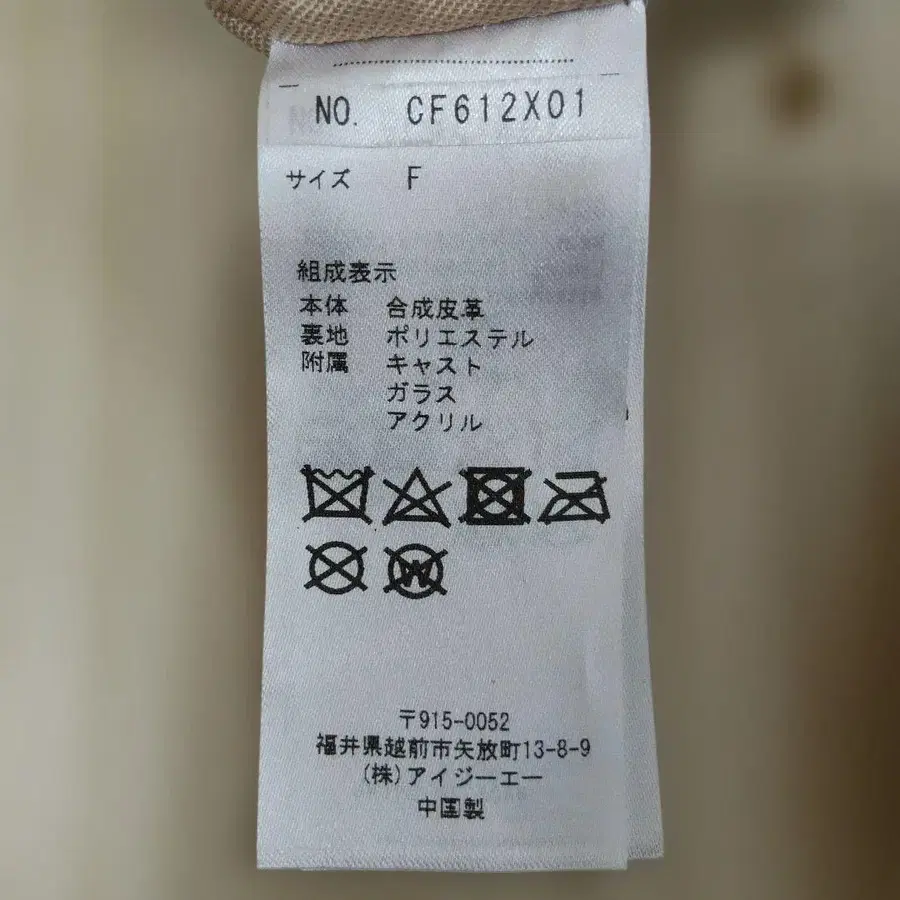 NO. CF612X01
サイズ F
組成表示
本体 合成皮革
裏地 ポリエステル
附属 キャスト
ガラス
アクリル
〒915-0052
福井県越前市矢放町13-8-9
(株)アイジーエー
中国製